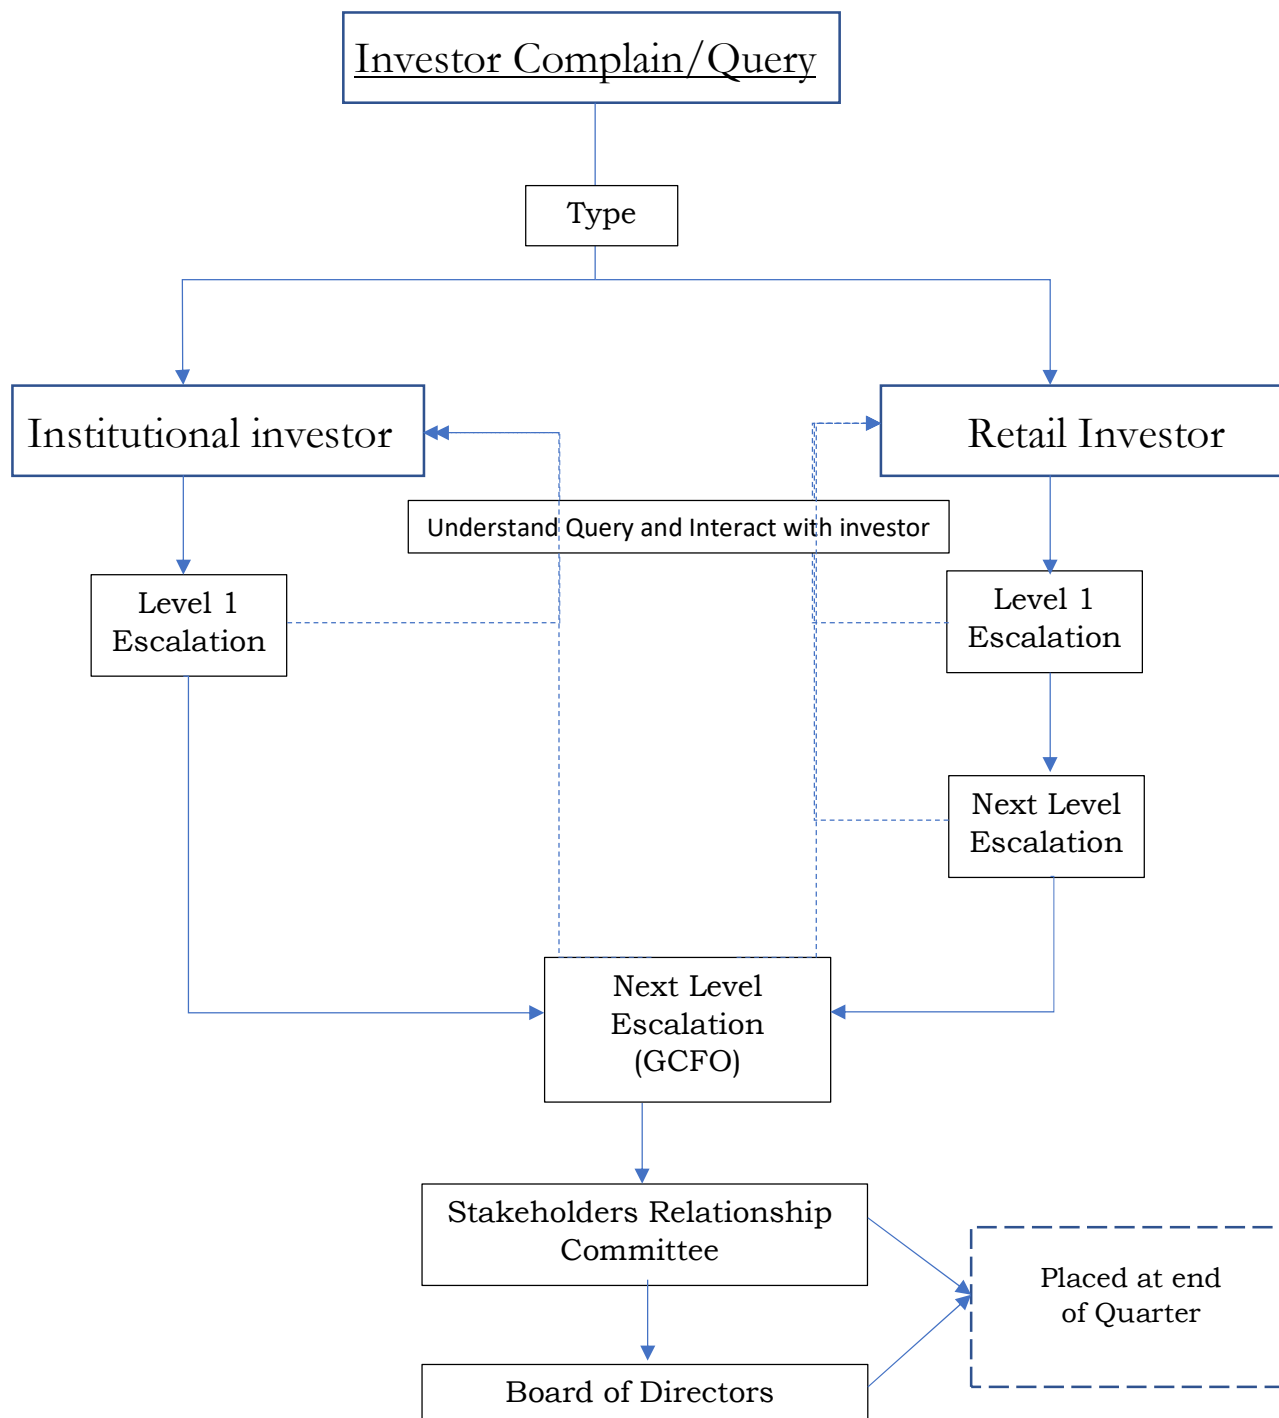 Investor Complain/Query
Type
Institutional investor
Retail Investor
Understand Query and Interact with investor
Level 1
Escalation
Level 1
Escalation
Next Level
Escalation
Next Level
Escalation
(GCFO)
Stakeholders Relationship
Committee
Placed at end
of Quarter
Board of Directors